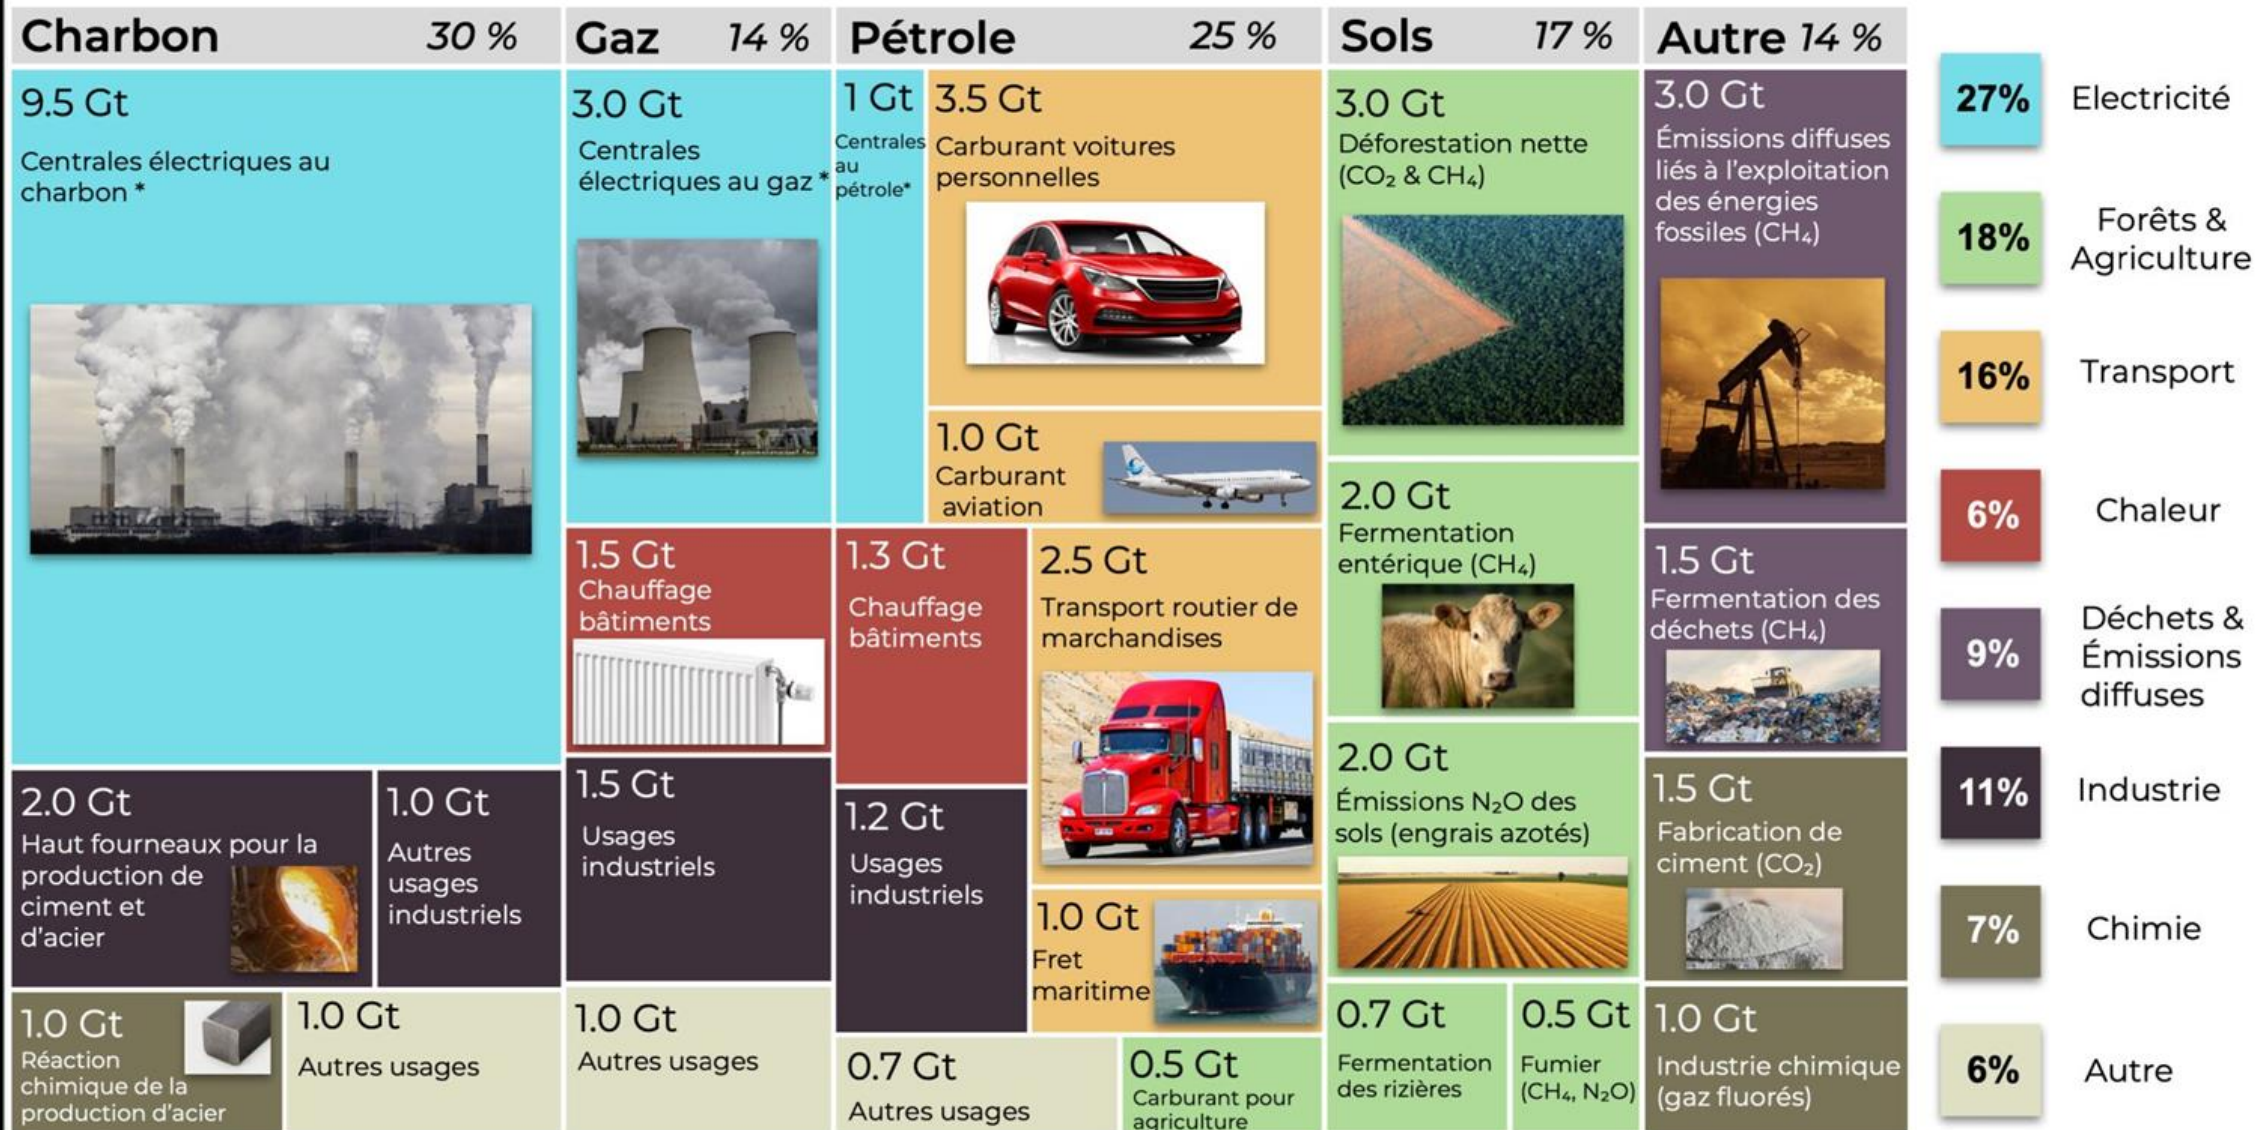 Charbon 30 %
9.5 Gt
Centrales électriques au
charbon *
2.0 Gt
Haut fourneaux pour la
production de
ciment et
d'acier
1.0 Gt
Autres
usages
industriels
1.0 Gt
Réaction
chimique de la
production d'acier
1.0 Gt
Autres usages
Gaz 14 %
3.0 Gt
Centrales
électriques au gaz *
1.5 Gt
Chauffage
bâtiments
1.5 Gt
Usages
industriels
1.0 Gt
Autres usages
Pétrole 25 %
1 Gt
Centrales
au
pétrole*
3.5 Gt
Carburant voitures
personnelles
1.0 Gt
Carburant
aviation
1.3 Gt
Chauffage
bâtiments
2.5 Gt
Transport routier de
marchandises
1.2 Gt
Usages
industriels
1.0 Gt
Fret
maritime
0.7 Gt
Autres usages
0.5 Gt
Carburant pour
agriculture
Sols 17 %
3.0 Gt
Déforestation nette
(CO₂ & CH₄)
2.0 Gt
Fermentation
entérique (CH₄)
2.0 Gt
Émissions N₂O des
sols (engrais azotés)
0.7 Gt
Fermentation
des rizières
0.5 Gt
Fumier
(CH₄, N₂O)
Autre 14 %
3.0 Gt
Émissions diffuses
liés à l'exploitation
des énergies
fossiles (CH₄)
1.5 Gt
Fermentation des
déchets (CH₄)
1.5 Gt
Fabrication de
ciment (CO₂)
1.0 Gt
Industrie chimique
(gaz fluorés)
27% Electricité
18% Forêts &
Agriculture
16% Transport
6% Chaleur
9% Déchets &
Émissions
diffuses
11% Industrie
7% Chimie
6% Autre